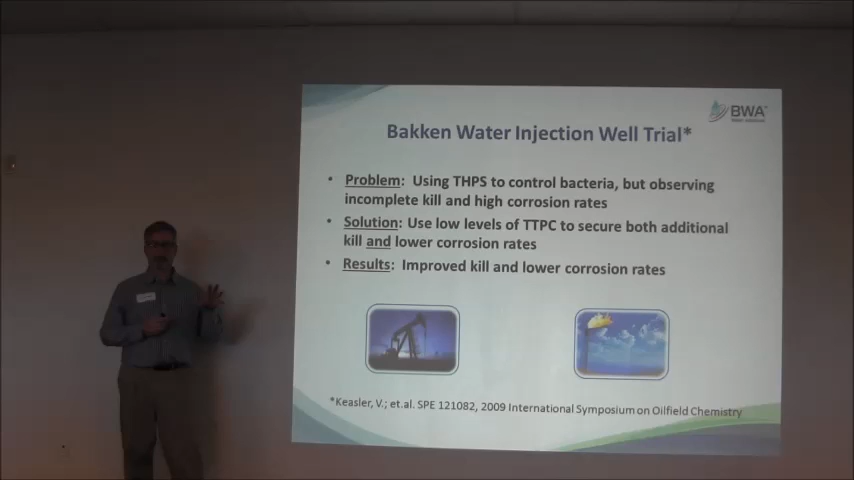 BWA
Bakken Water Injection Well Trial*
• Problem: Using THPS to control bacteria, but observing
incomplete kill and high corrosion rates
• Solution: Use low levels of TTPC to secure both additional
kill and lower corrosion rates
• Results: Improved kill and lower corrosion rates
*Keasler, V.; et.al. SPE 121082, 2009 International Symposium on Oilfield Chemistry